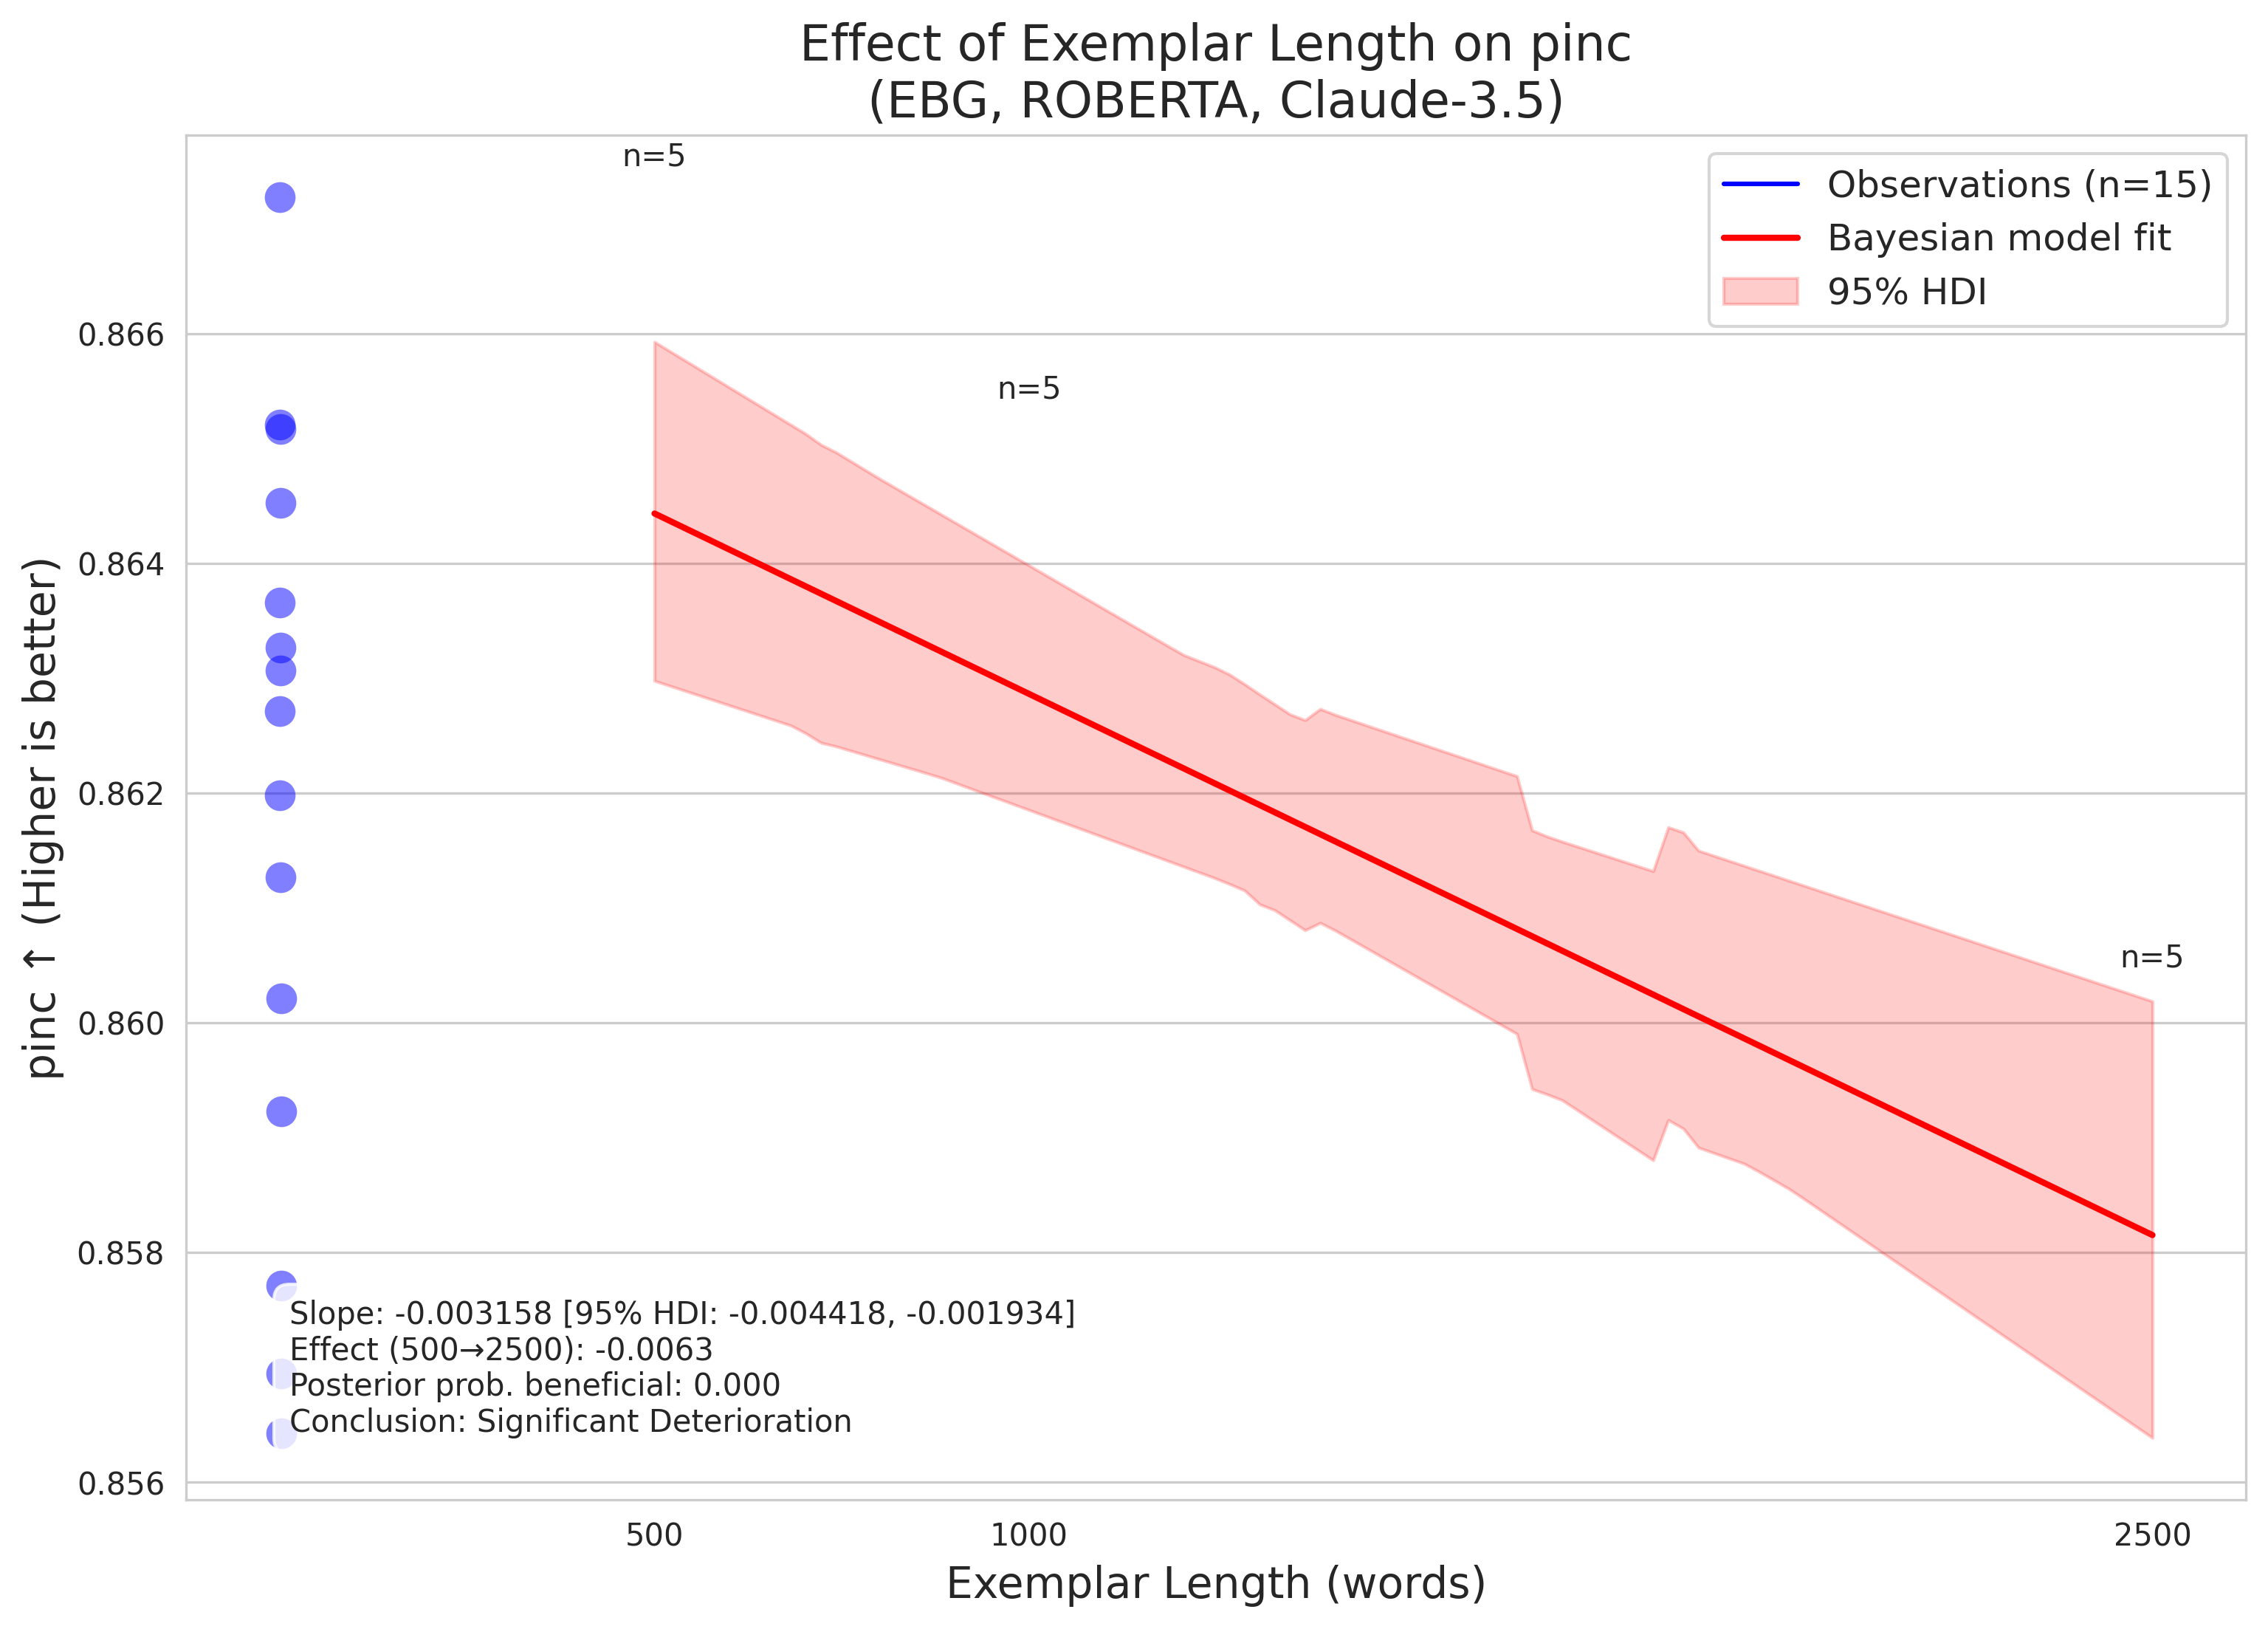 Effect of Exemplar Length on pinc
(EBG, ROBERTA, Claude-3.5)
n=5
n=5
n=5
Observations (n=15)
Bayesian model fit
95% HDI
pinc ↑ (Higher is better)
0.866
0.864
0.862
0.860
0.858
0.856
Slope: -0.003158 [95% HDI: -0.004418, -0.001934]
Effect (500→2500): -0.0063
Posterior prob. beneficial: 0.000
Conclusion: Significant Deterioration
500
1000
2500
Exemplar Length (words)